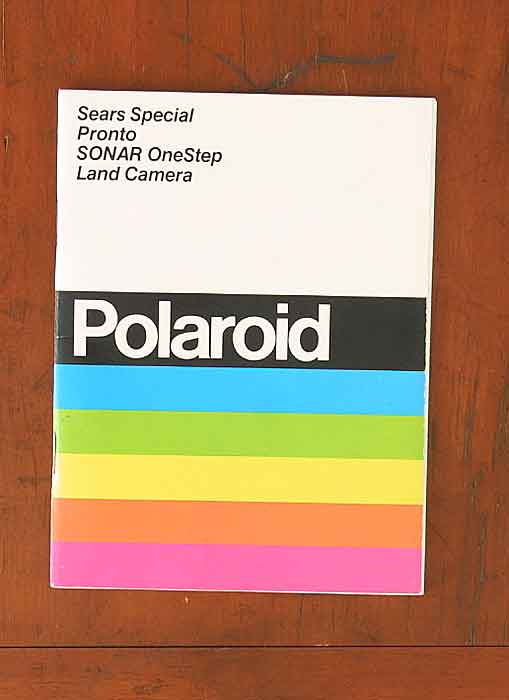 Sears Special
Pronto
SONAR OneStep
Land Camera
Polaroid